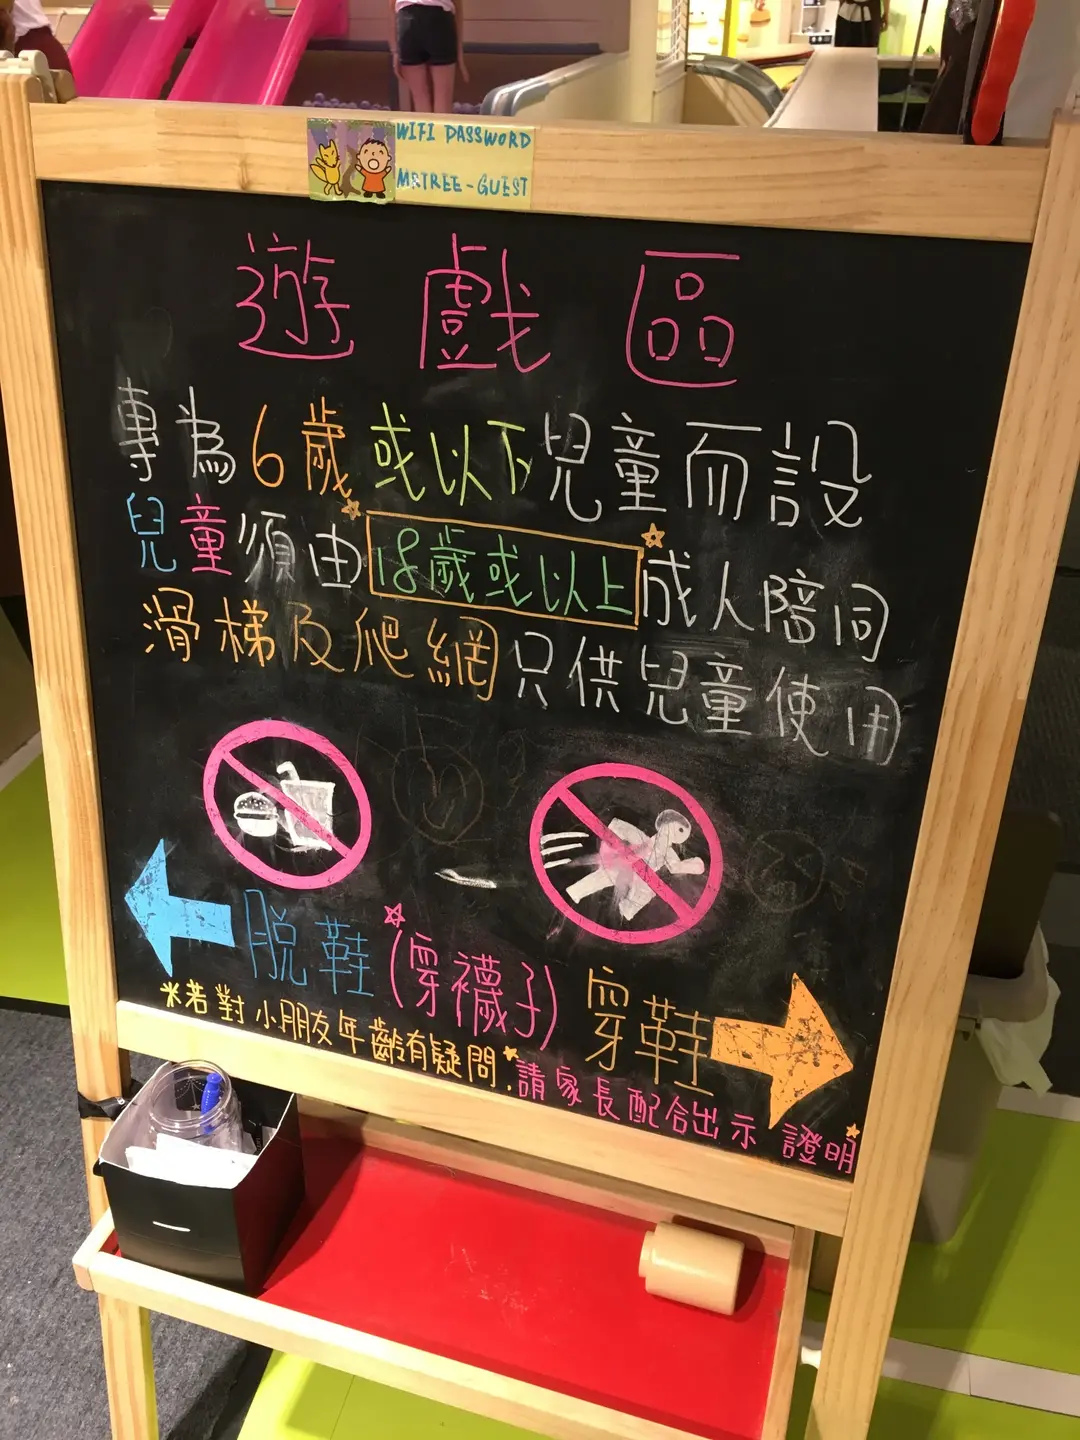 WIFI PASSWORD
MRTREE-GUEST
遊戲區
專為6歲或以下兒童而設
兒童須由18歲或以上成人陪同
滑梯及爬網只供兒童使用
脫鞋(穿襪子) 穿鞋
*若對小朋友年齡有疑問,請家長配合出示證明